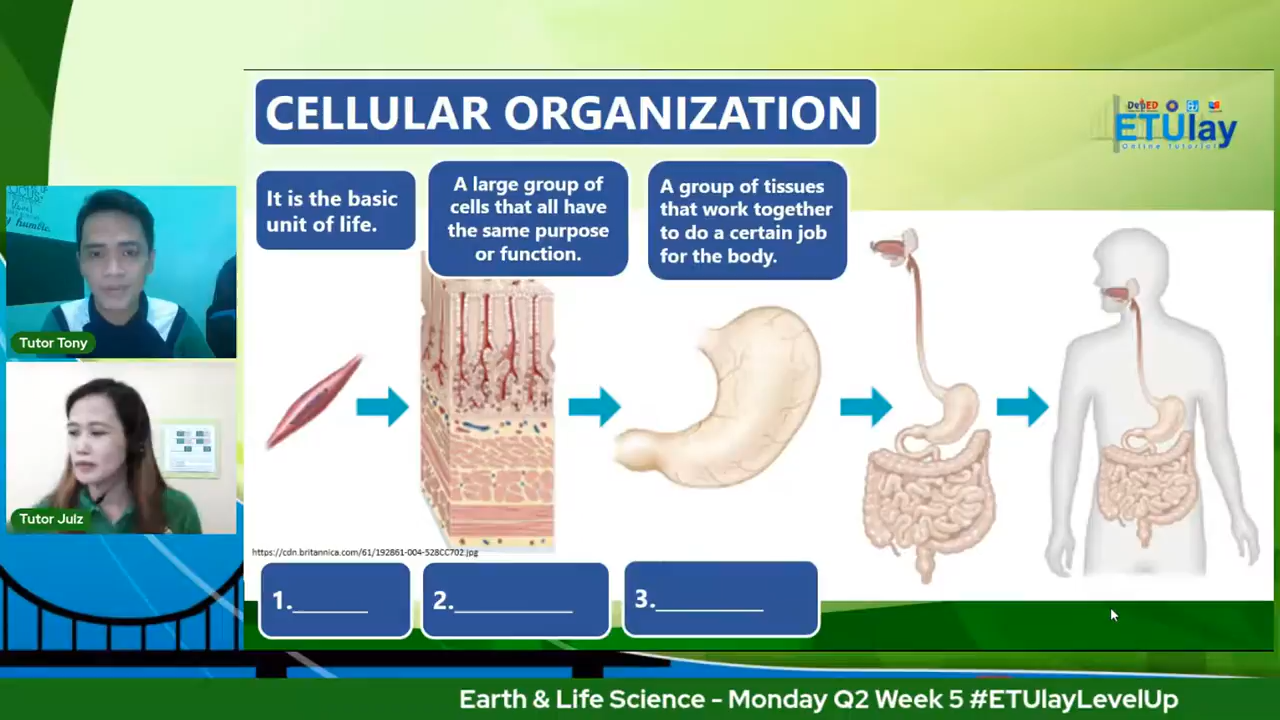 CELLULAR ORGANIZATION
DepED
ETUlay
Online Tutorial
It is the basic
unit of life.
A large group of
cells that all have
the same purpose
or function.
A group of tissues
that work together
to do a certain job
for the body.
Tutor Tony
Tutor Julz
https://cdn.britannica.com/61/192861-004-528CC702.jpg
1.______
2.__________
3._________
Earth & Life Science - Monday Q2 Week 5 #ETUlayLevelUp